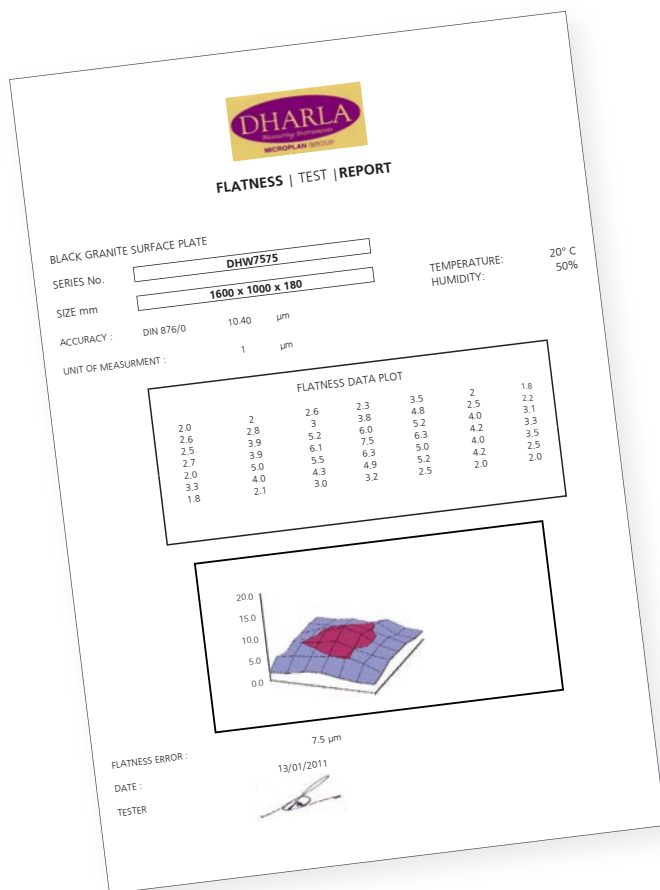 DHARLA
Measuring Instruments
MICROPLAN GROUP
FLATNESS | TEST | REPORT
BLACK GRANITE SURFACE PLATE
SERIES No. DHW7575
SIZE mm 1600 x 1000 x 180
TEMPERATURE: 20° C
HUMIDITY: 50%
ACCURACY : DIN 876/0 10.40 µm
UNIT OF MEASURMENT : 1 µm
FLATNESS DATA PLOT
2.0 2 2.6 2.3 3.5 2 1.8
2.6 2.8 3 3.8 4.8 2.5 2.2
2.5 3.9 5.2 6.0 5.2 4.0 3.1
2.7 3.9 6.1 7.5 6.3 4.2 3.3
2.0 5.0 5.5 6.3 5.0 4.0 3.5
3.3 4.0 4.3 4.9 5.2 4.2 2.5
1.8 2.1 3.0 3.2 2.5 2.0 2.0
20.0
15.0
10.0
5.0
0.0
FLATNESS ERROR : 7.5 µm
DATE : 13/01/2011
TESTER